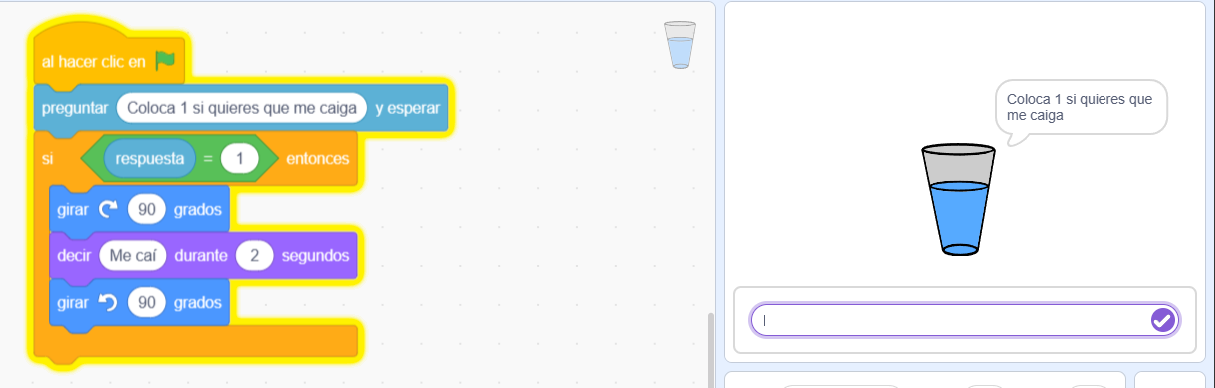 al hacer clic en
preguntar Coloca 1 si quieres que me caiga y esperar
si respuesta = 1 entonces
girar 90 grados
decir Me caí durante 2 segundos
girar 90 grados
Coloca 1 si quieres que
me caiga